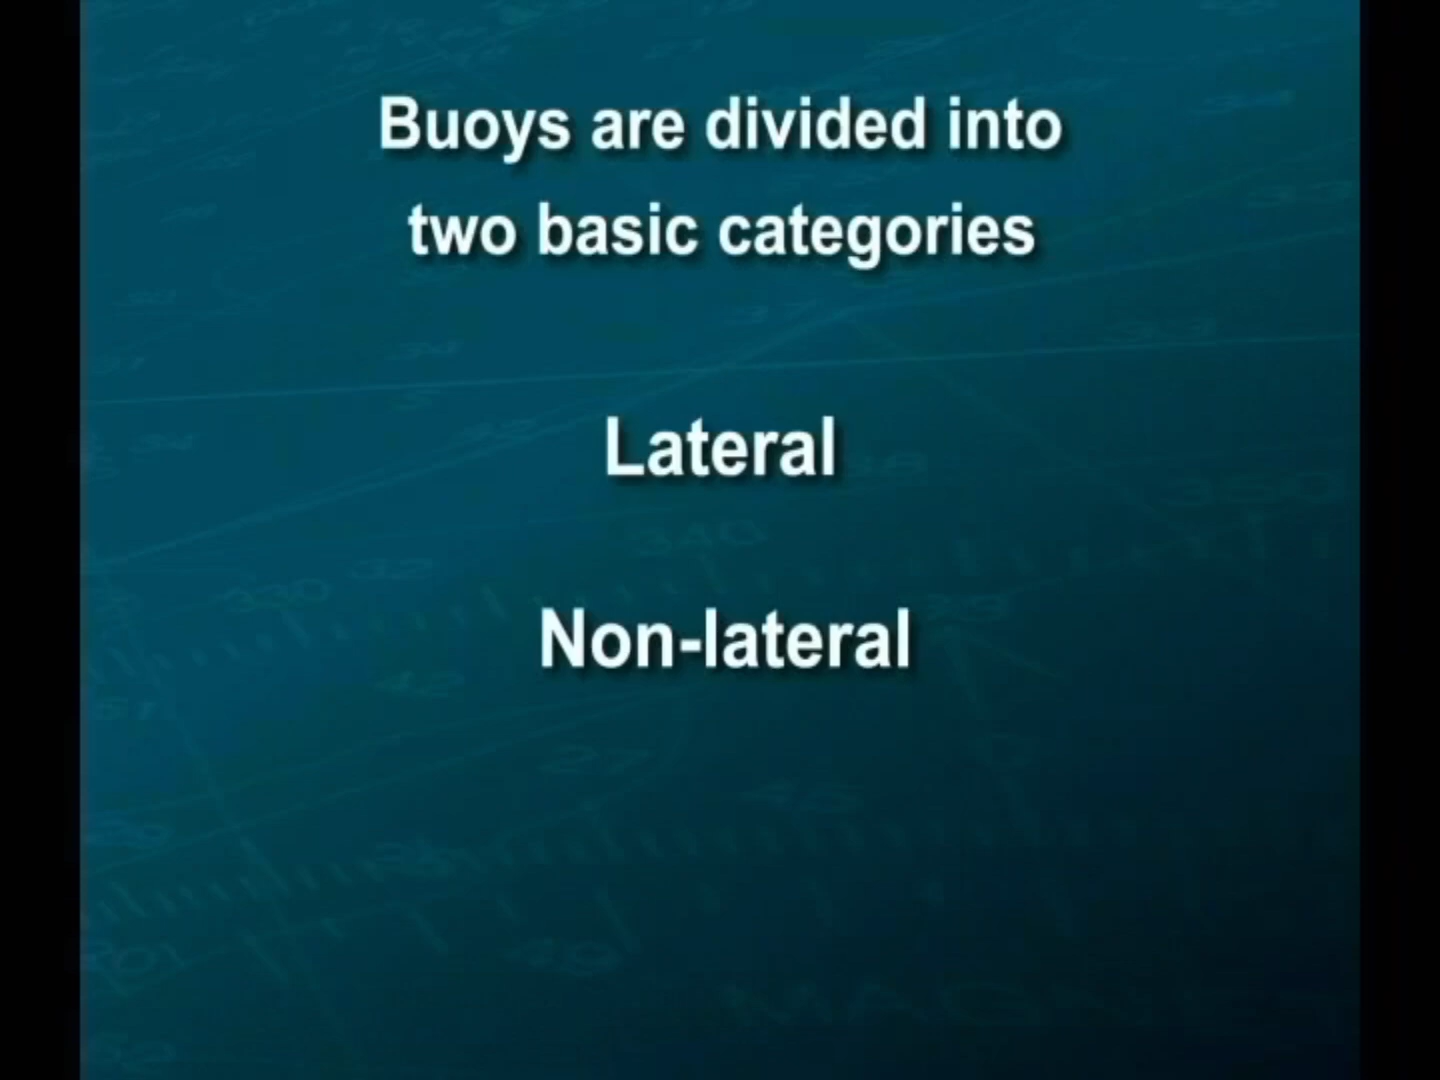 Buoys are divided into
two basic categories
Lateral
Non-lateral